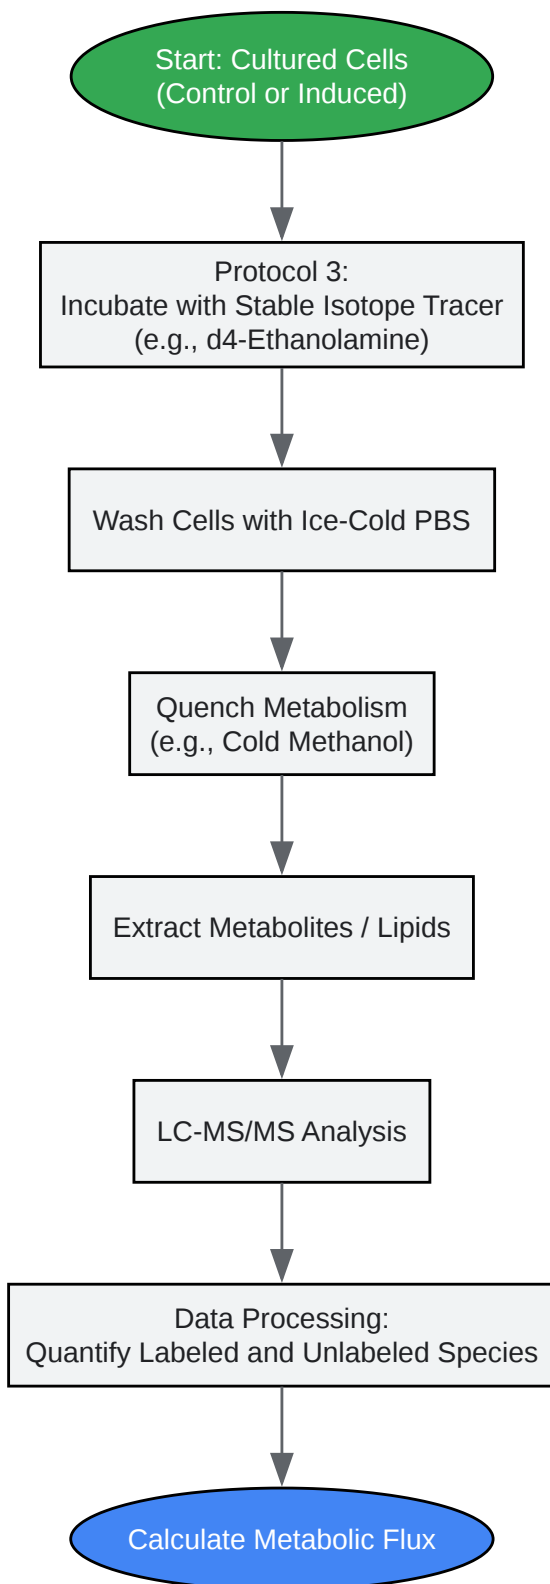 Start: Cultured Cells
(Control or Induced)
Protocol 3:
Incubate with Stable Isotope Tracer
(e.g., d4-Ethanolamine)
Wash Cells with Ice-Cold PBS
Quench Metabolism
(e.g., Cold Methanol)
Extract Metabolites / Lipids
LC-MS/MS Analysis
Data Processing:
Quantify Labeled and Unlabeled Species
Calculate Metabolic Flux